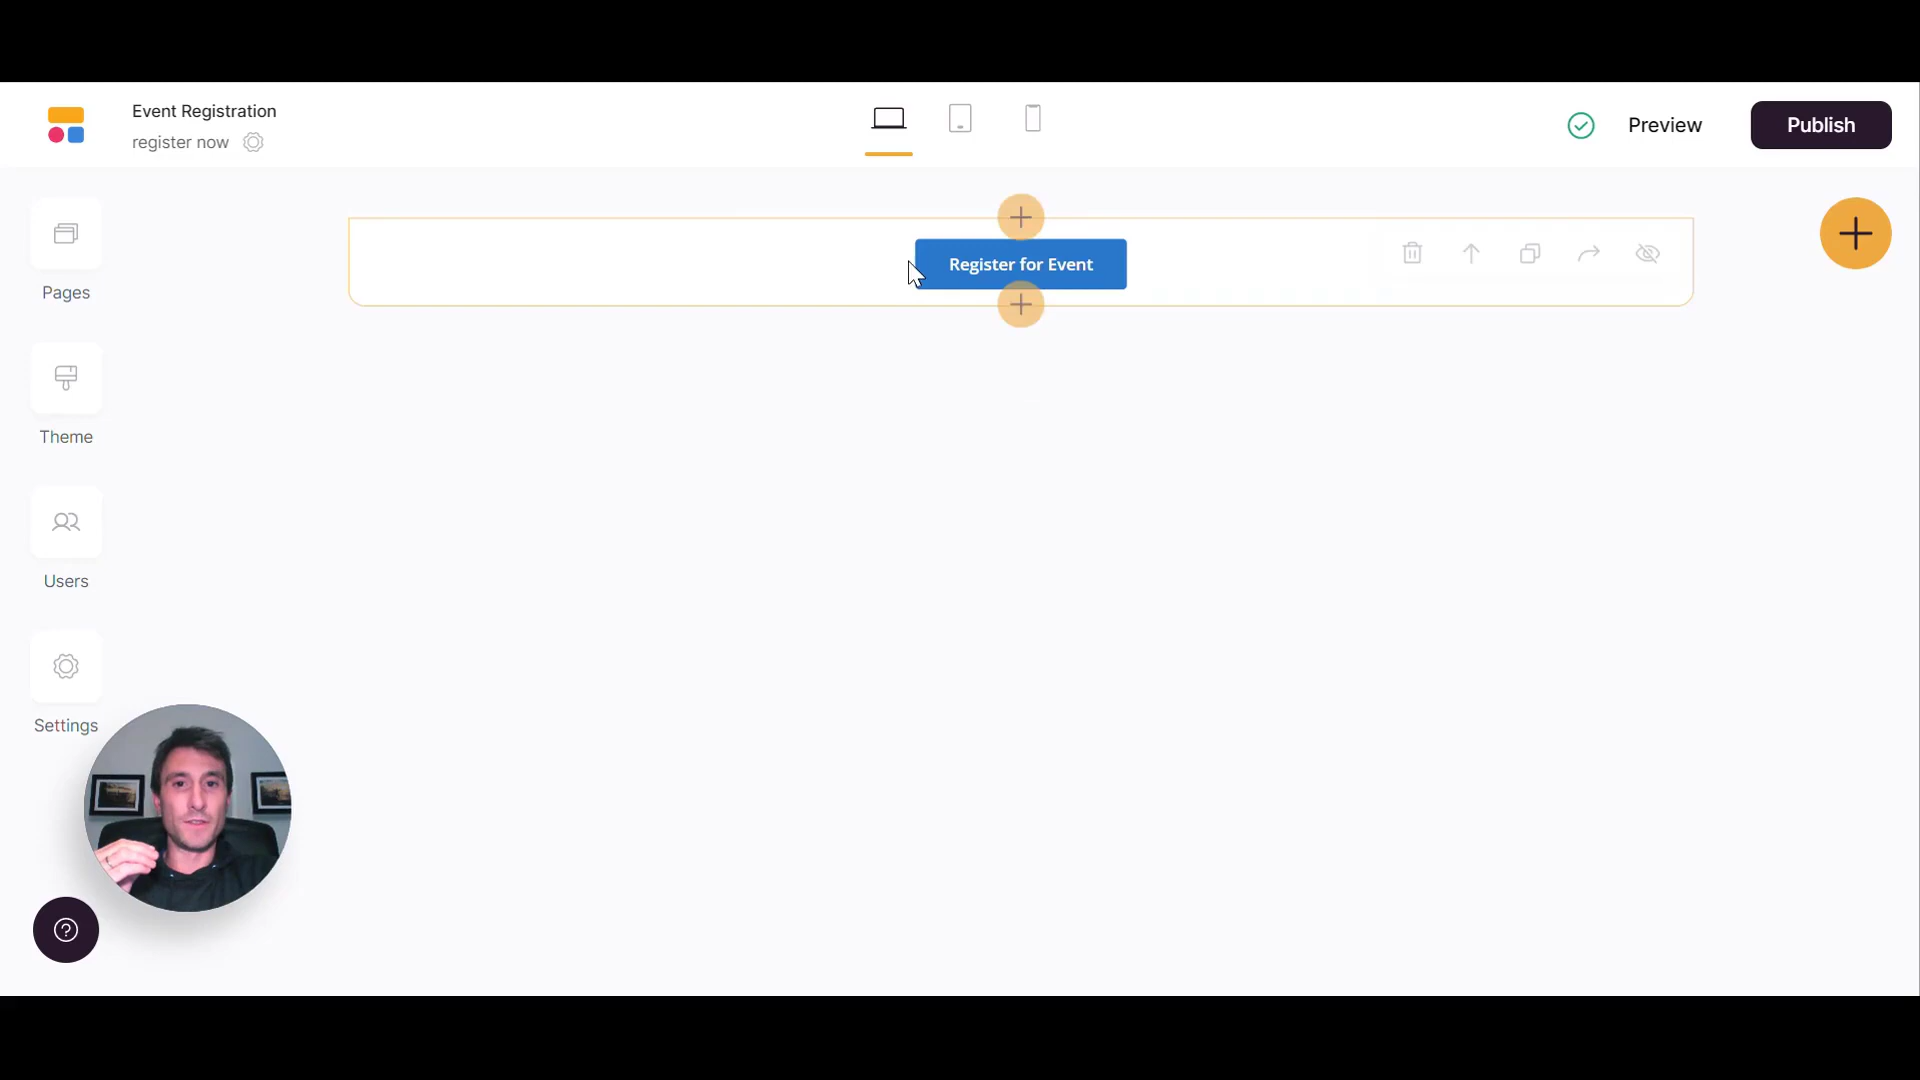 Event Registration
register now
Preview
Publish
Pages
Register for Event
Theme
Users
Settings